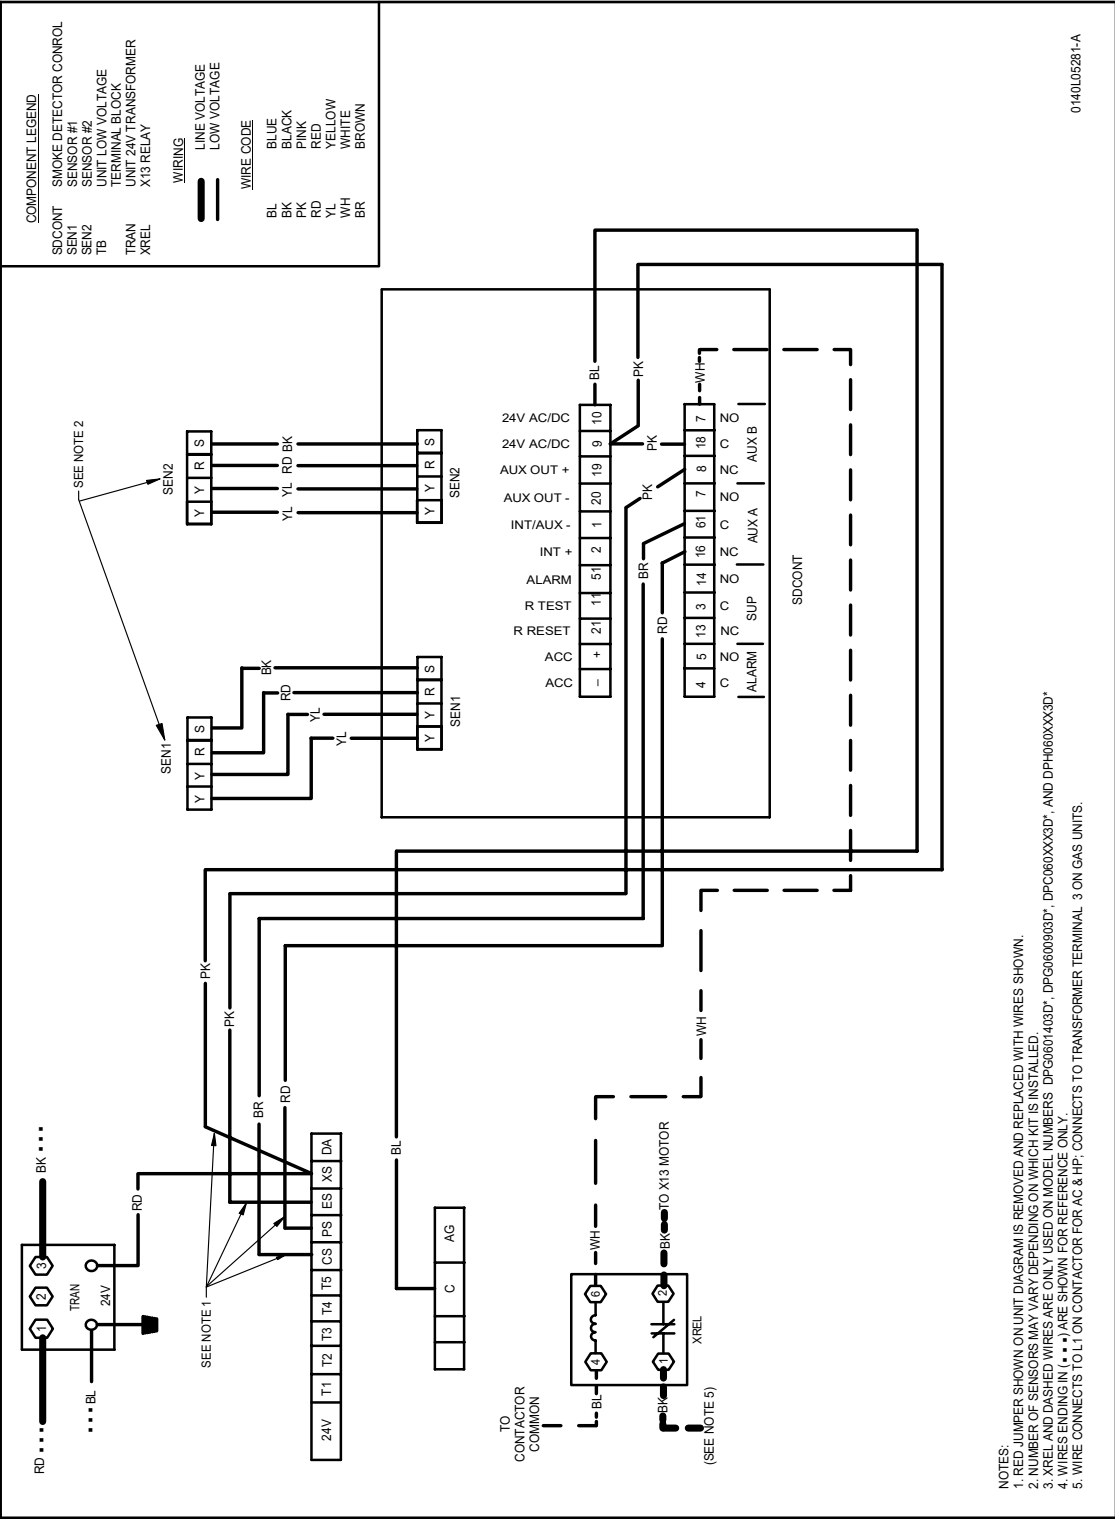 COMPONENT LEGEND
SDCONT SMOKE DETECTOR CONROL
SEN1 SENSOR #1
SEN2 SENSOR #2
TB UNIT LOW VOLTAGE
TERMINAL BLOCK
TRAN UNIT 24V TRANSFORMER
XREL X13 RELAY
WIRING
LINE VOLTAGE
LOW VOLTAGE
WIRE CODE
BL BLUE
BK BLACK
PK PINK
RD RED
YL YELLOW
WH WHITE
BR BROWN
0140L05281-A
SEE NOTE 2
SEN2
Y Y R S
YL YL RD BK
Y Y R S
SEN2
SEN1
Y Y R S
YL YL RD BK
Y Y R S
SEN1
24V AC/DC 10
24V AC/DC 9
AUX OUT + 19
AUX OUT - 20
INT/AUX - 1
INT + 2
ALARM 51
R TEST 11
R RESET 21
ACC +
ACC –
7 NO
18 C
8 NC
AUX B
7 NO
61 C
16 NC
AUX A
14 NO
3 C
13 NC
SUP
5 NO
4 C
ALARM
SDCONT
BL
PK
WH
PK
PK
BR
RD
RD
BK
1 2 3
TRAN
24V
BL
RD
SEE NOTE 1
PK
PK
BR
RD
24V T1 T2 T3 T4 T5 CS PS ES XS DA
BL
C AG
WH
WH
TO
CONTACTOR
COMMON
BL
4 6
1 2
XREL
BK
BK
TO X13 MOTOR
(SEE NOTE 5)
NOTES:
1. RED JUMPER SHOWN ON UNIT DIAGRAM IS REMOVED AND REPLACED WITH WIRES SHOWN.
2. NUMBER OF SENSORS MAY VARY DEPENDING ON WHICH KIT IS INSTALLED.
3. XREL AND DASHED WIRES ARE ONLY USED ON MODEL NUMBERS DPG0601403D*, DPG0600903D*, DPC060XXX3D*, AND DPH060XXX3D*
4. WIRES ENDING IN (▪ ▪ ▪) ARE SHOWN FOR REFERENCE ONLY.
5. WIRE CONNECTS TO L1 ON CONTACTOR FOR AC & HP; CONNECTS TO TRANSFORMER TERMINAL 3 ON GAS UNITS.